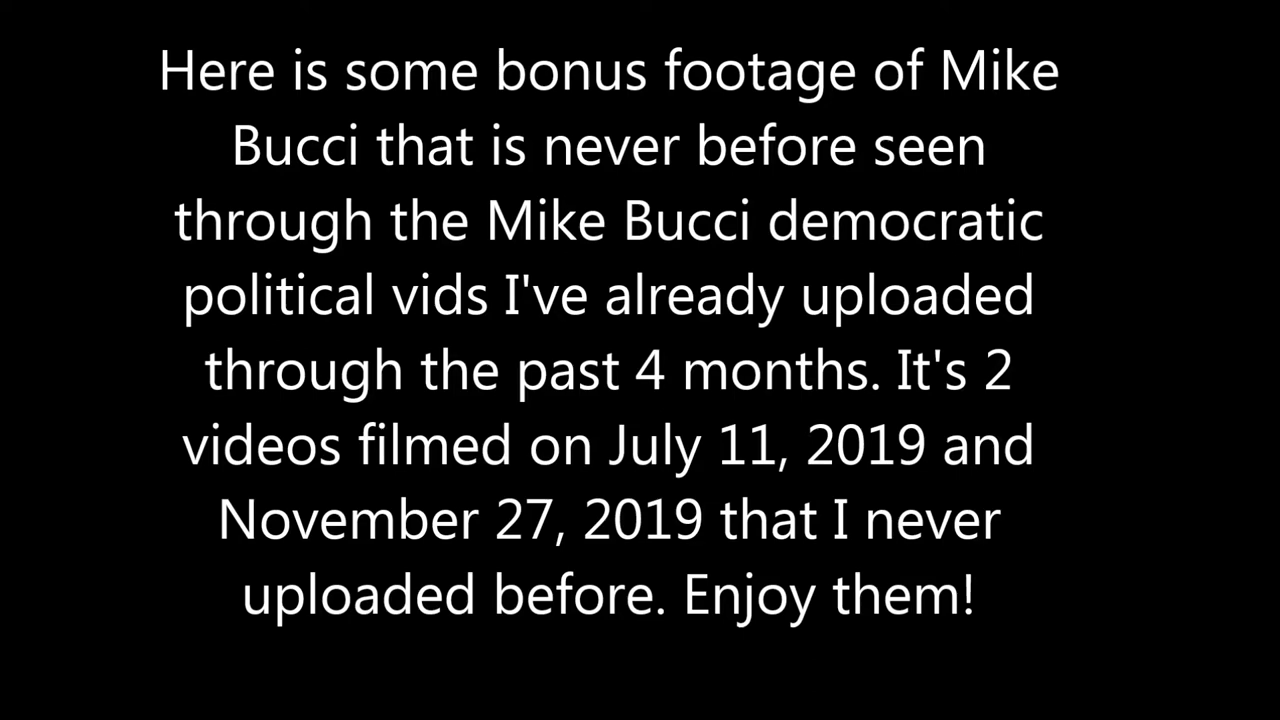 Here is some bonus footage of Mike
Bucci that is never before seen
through the Mike Bucci democratic
political vids I've already uploaded
through the past 4 months. It's 2
videos filmed on July 11, 2019 and
November 27, 2019 that I never
uploaded before. Enjoy them!